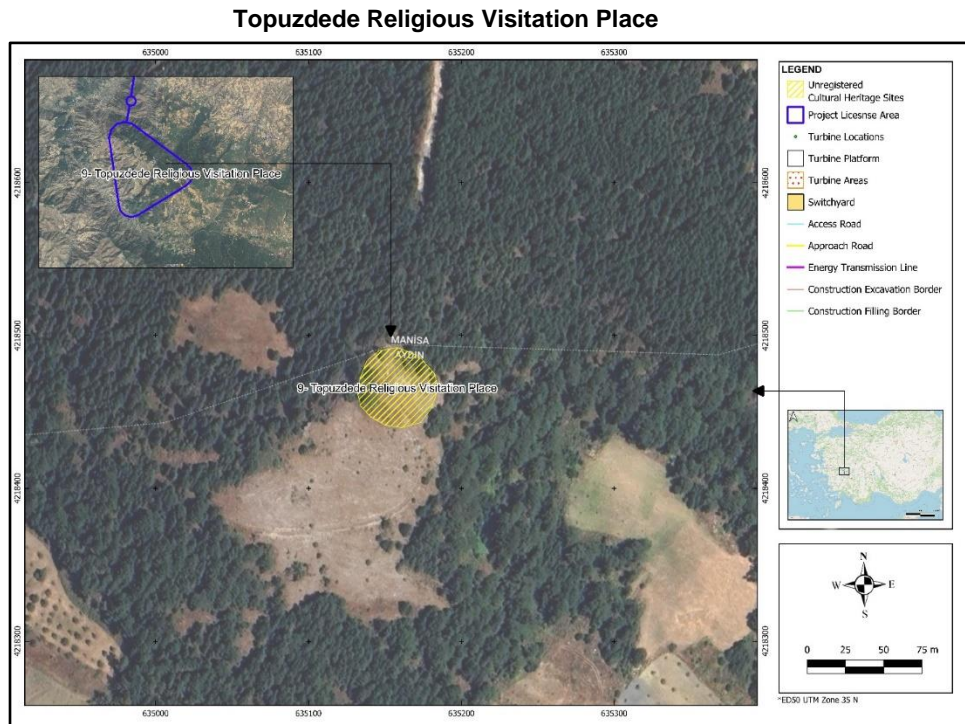 Topuzdede Religious Visitation Place
635000
635100
635200
635300
4218600
4218500
4218400
4218300
9- Topuzdede Religious Visitation Place
MANİSA
AYDIN
9- Topuzdede Religious Visitation Place
4218600
4218500
4218400
4218300
635000
635100
635200
635300
LEGEND
Unregistered
Cultural Heritage Sites
Project Licesnse Area
Turbine Locations
Turbine Platform
Turbine Areas
Switchyard
Access Road
Approach Road
Energy Transmission Line
Construction Excavation Border
Construction Filling Border
N
W
E
S
0 25 50 75 m
*ED50 UTM Zone 35 N